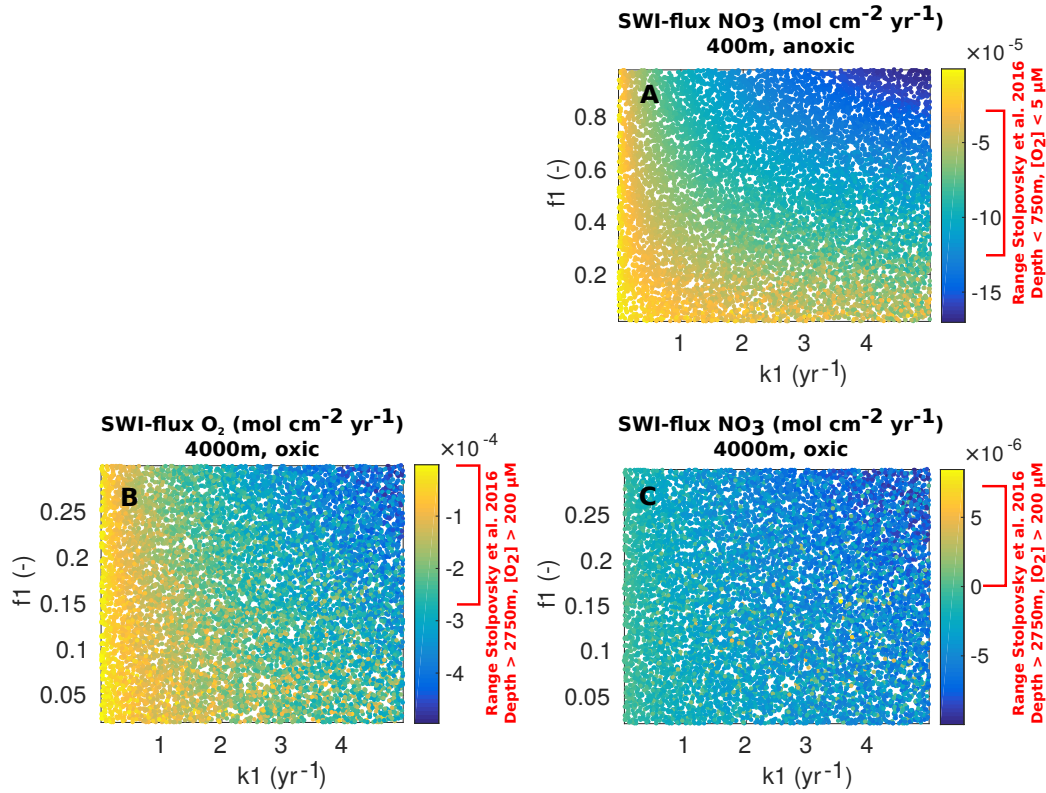 SWI-flux NO3 (mol cm-2 yr-1)
400m, anoxic
×10-5
A
0.8
0.6
0.4
0.2
f1 (-)
1 2 3 4
k1 (yr-1)
-5
-10
-15
Range Stolpovsky et al. 2016
Depth < 750m, [O2] < 5 μM
SWI-flux O2 (mol cm-2 yr-1)
4000m, oxic
×10-4
B
0.25
0.2
0.15
0.1
0.05
f1 (-)
1 2 3 4
k1 (yr-1)
-1
-2
-3
-4
Range Stolpovsky et al. 2016
Depth > 2750m, [O2] > 200 μM
SWI-flux NO3 (mol cm-2 yr-1)
4000m, oxic
×10-6
C
0.25
0.2
0.15
0.1
0.05
f1 (-)
1 2 3 4
k1 (yr-1)
5
0
-5
Range Stolpovsky et al. 2016
Depth > 2750m, [O2] > 200 μM